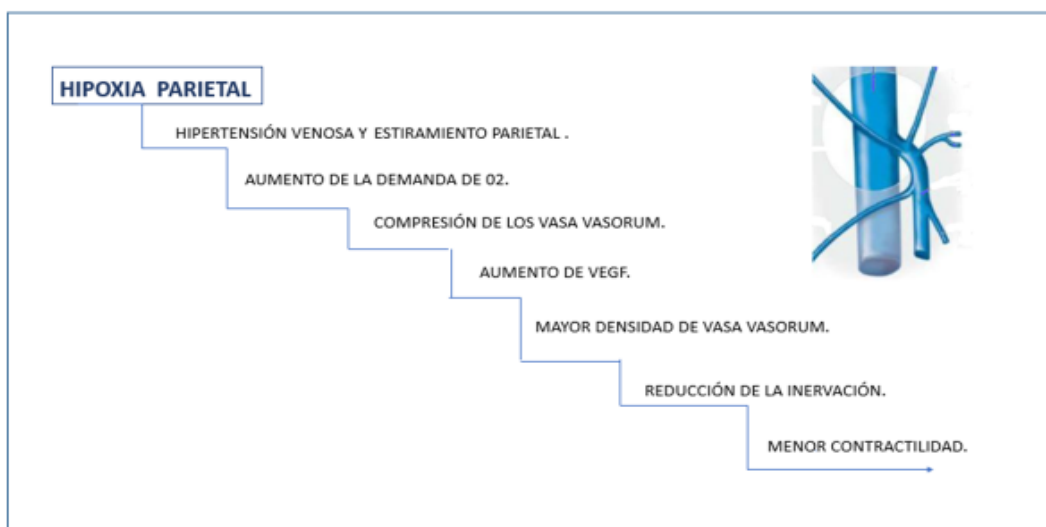 HIPOXIA PARIETAL
HIPERTENSIÓN VENOSA Y ESTIRAMIENTO PARIETAL .
AUMENTO DE LA DEMANDA DE 02.
COMPRESIÓN DE LOS VASA VASORUM.
AUMENTO DE VEGF.
MAYOR DENSIDAD DE VASA VASORUM.
REDUCCIÓN DE LA INERVACIÓN.
MENOR CONTRACTILIDAD.